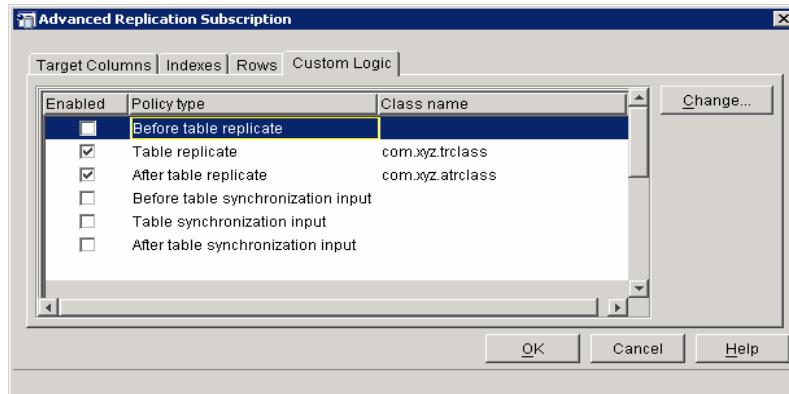 Advanced Replication Subscription
Target Columns Indexes Rows Custom Logic
Enabled Policy type Class name
Change...
Before table replicate
Table replicate com.xyz.trclass
After table replicate com.xyz.atrclass
Before table synchronization input
Table synchronization input
After table synchronization input
OK Cancel Help